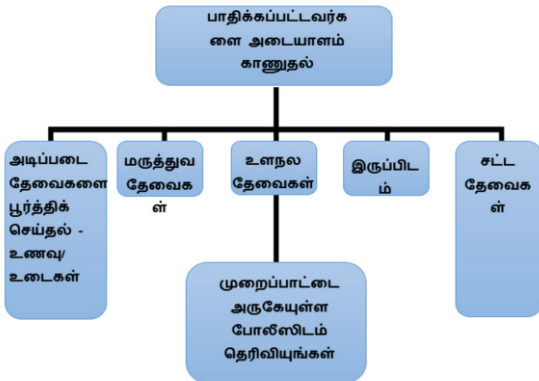 பாதிக்கப்பட்டவர்க
ளை அடையாளம்
காணுதல்
அடிப்படை
தேவைகளை
பூர்த்திக்
செய்தல் -
உணவு/
உடைகள்
மருத்துவ
தேவைக
ள்
உளநல
தேவைகள்
இருப்பிட
ம்
சட்ட
தேவைக
ள்
முறைப்பாட்டை
அருகேயுள்ள
போலீஸிடம்
தெரிவியுங்கள்